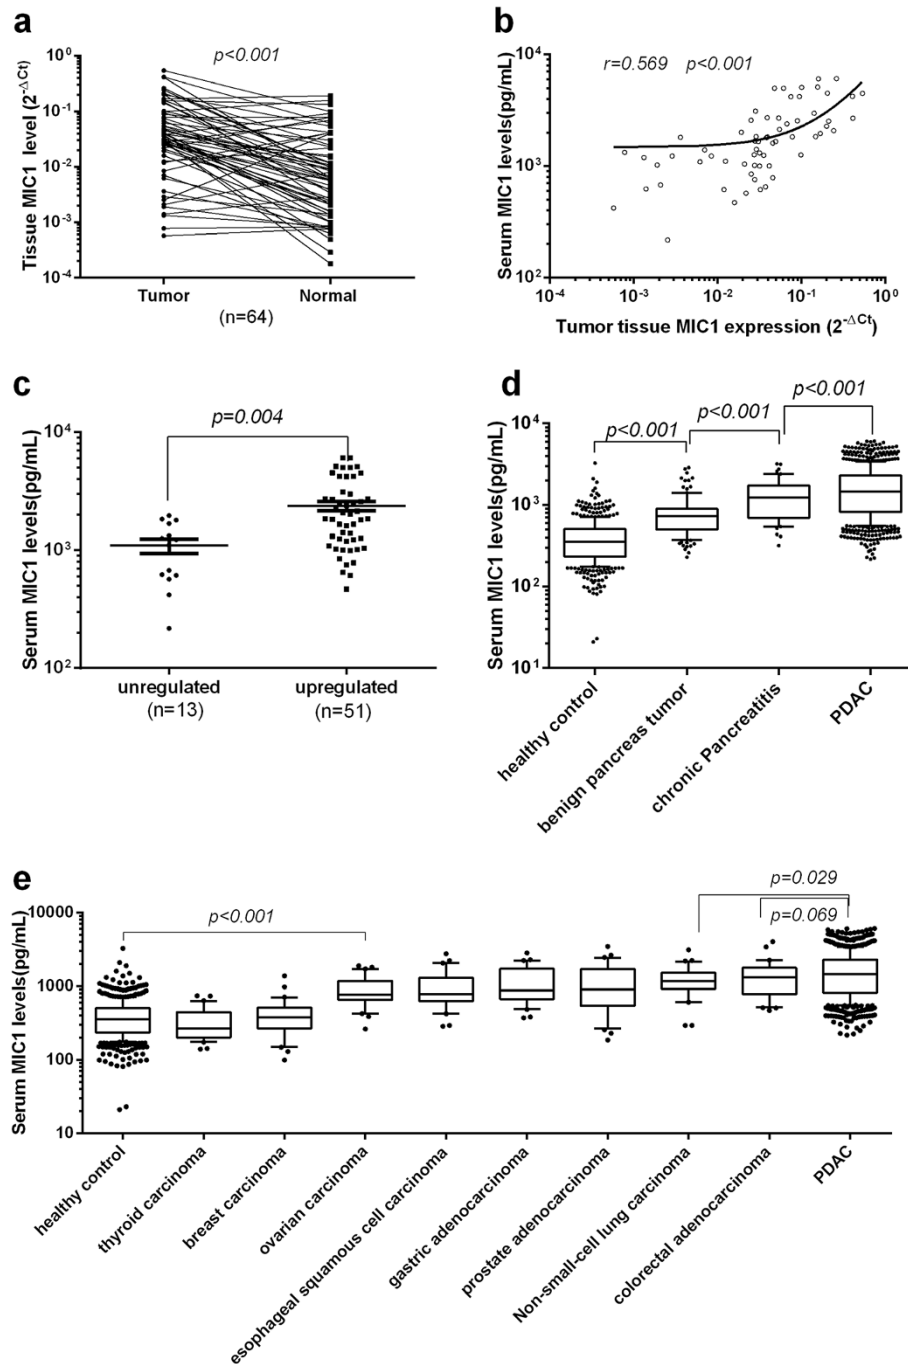 a
p<0.001
Tissue MIC1 level (2^-ΔCt)
10^0
10^-1
10^-2
10^-3
10^-4
Tumor Normal
(n=64)
b
r=0.569 p<0.001
Serum MIC1 levels(pg/mL)
10^4
10^3
10^2
10^-4 10^-3 10^-2 10^-1 10^0
Tumor tissue MIC1 expression (2^-ΔCt)
c
p=0.004
Serum MIC1 levels(pg/mL)
10^4
10^3
10^2
unregulated upregulated
(n=13) (n=51)
d
p<0.001 p<0.001 p<0.001
Serum MIC1 levels(pg/mL)
10^4
10^3
10^2
10^1
healthy control
benign pancreas tumor
chronic Pancreatitis
PDAC
e
p<0.001
p=0.029
p=0.069
Serum MIC1 levels(pg/mL)
10000
1000
100
10
healthy control
thyroid carcinoma
breast carcinoma
ovarian carcinoma
esophageal squamous cell carcinoma
gastric adenocarcinoma
prostate adenocarcinoma
Non-small-cell lung carcinoma
colorectal adenocarcinoma
PDAC